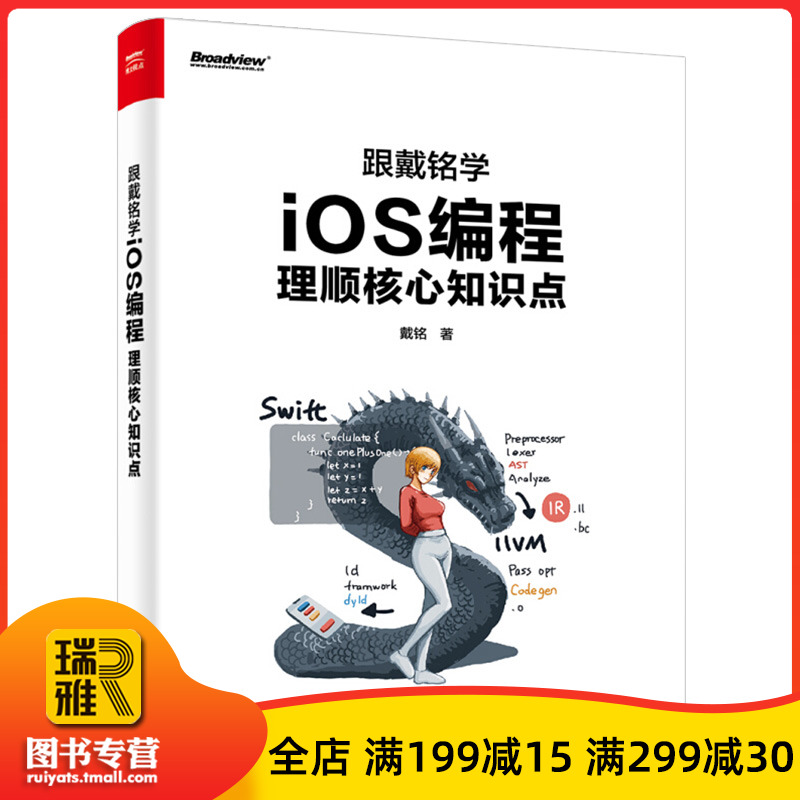 Broadview®
www.broadview.com.cn
跟戴铭学
iOS编程
理顺核心知识点
戴铭 著
跟戴铭学iOS编程 理顺核心知识点
Swift
class Caclulate {
func onePlusOne()
let x=1
let y=1
let z=x+y
return z
}
}
Preprocessor
lexer
AST
Analyze
IR .ll
.bc
llVM
Pass opt
Codegen
.o
ld
framwork
dyld
瑞雅
R
图书专营
ruiyats.tmall.com
全店 满199减15 满299减30